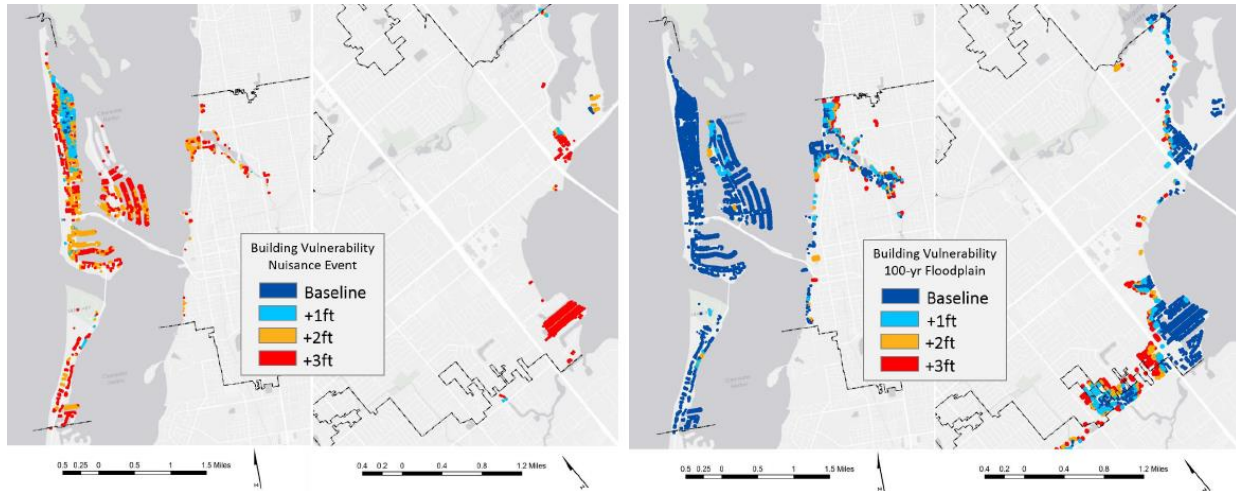 Building Vulnerability
Nuisance Event
Baseline
+1ft
+2ft
+3ft
0.5 0.25 0 0.5 1 1.5 Miles
0.4 0.2 0 0.4 0.8 1.2 Miles
Building Vulnerability
100-yr Floodplain
Baseline
+1ft
+2ft
+3ft
0.5 0.25 0 0.5 1 1.5 Miles
0.4 0.2 0 0.4 0.8 1.2 Miles